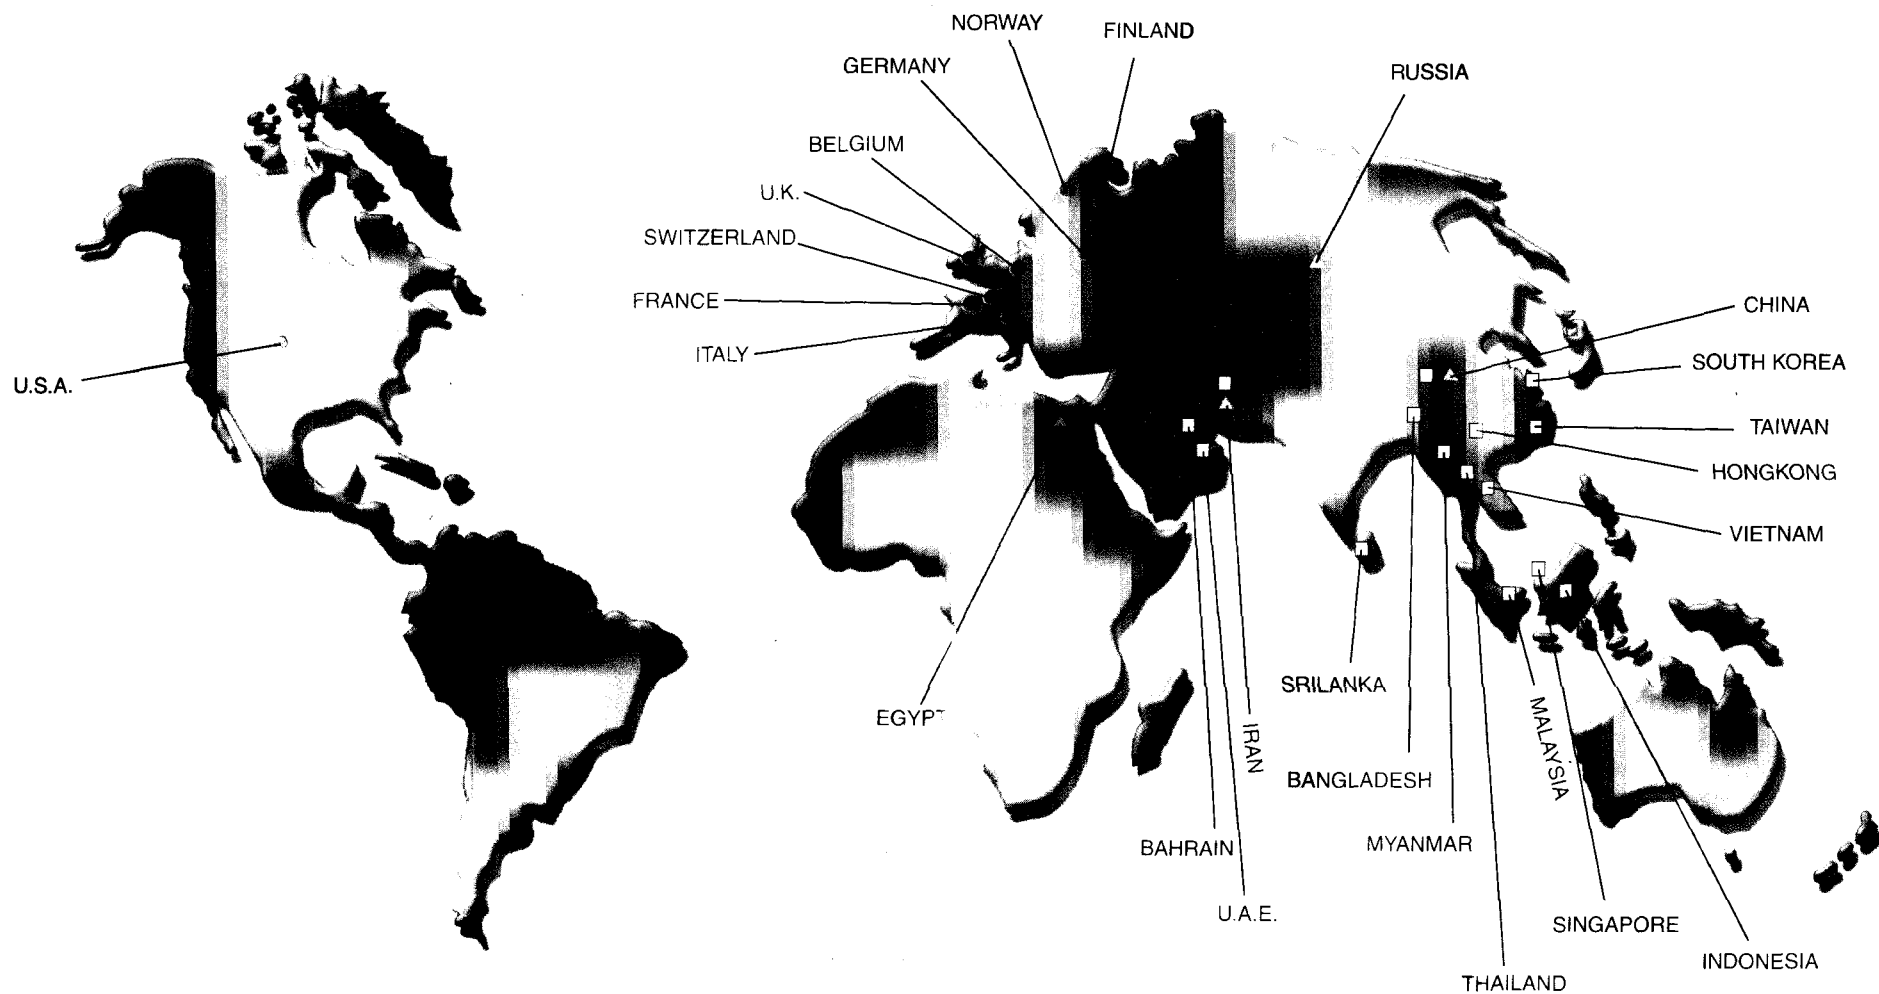 NORWAY
FINLAND
GERMANY
RUSSIA
BELGIUM
U.K.
SWITZERLAND
FRANCE
CHINA
ITALY
SOUTH KOREA
U.S.A.
TAIWAN
HONGKONG
VIETNAM
SRILANKA
EGYPT
IRAN
MALAYSIA
BANGLADESH
BAHRAIN
MYANMAR
U.A.E.
SINGAPORE
INDONESIA
THAILAND